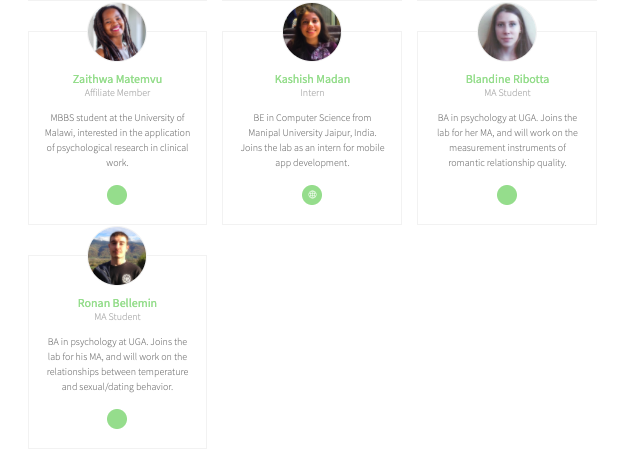 Zaithwa Matemvu
Affiliate Member
MBBS student at the University of
Malawi, interested in the application
of psychological research in clinical
work.
Kashish Madan
Intern
BE in Computer Science from
Manipal University Jaipur, India.
Joins the lab as an intern for mobile
app development.
Blandine Ribotta
MA Student
BA in psychology at UGA. Joins the
lab for her MA, and will work on the
measurement instruments of
romantic relationship quality.
Ronan Bellemin
MA Student
BA in psychology at UGA. Joins the
lab for his MA, and will work on the
relationships between temperature
and sexual/dating behavior.